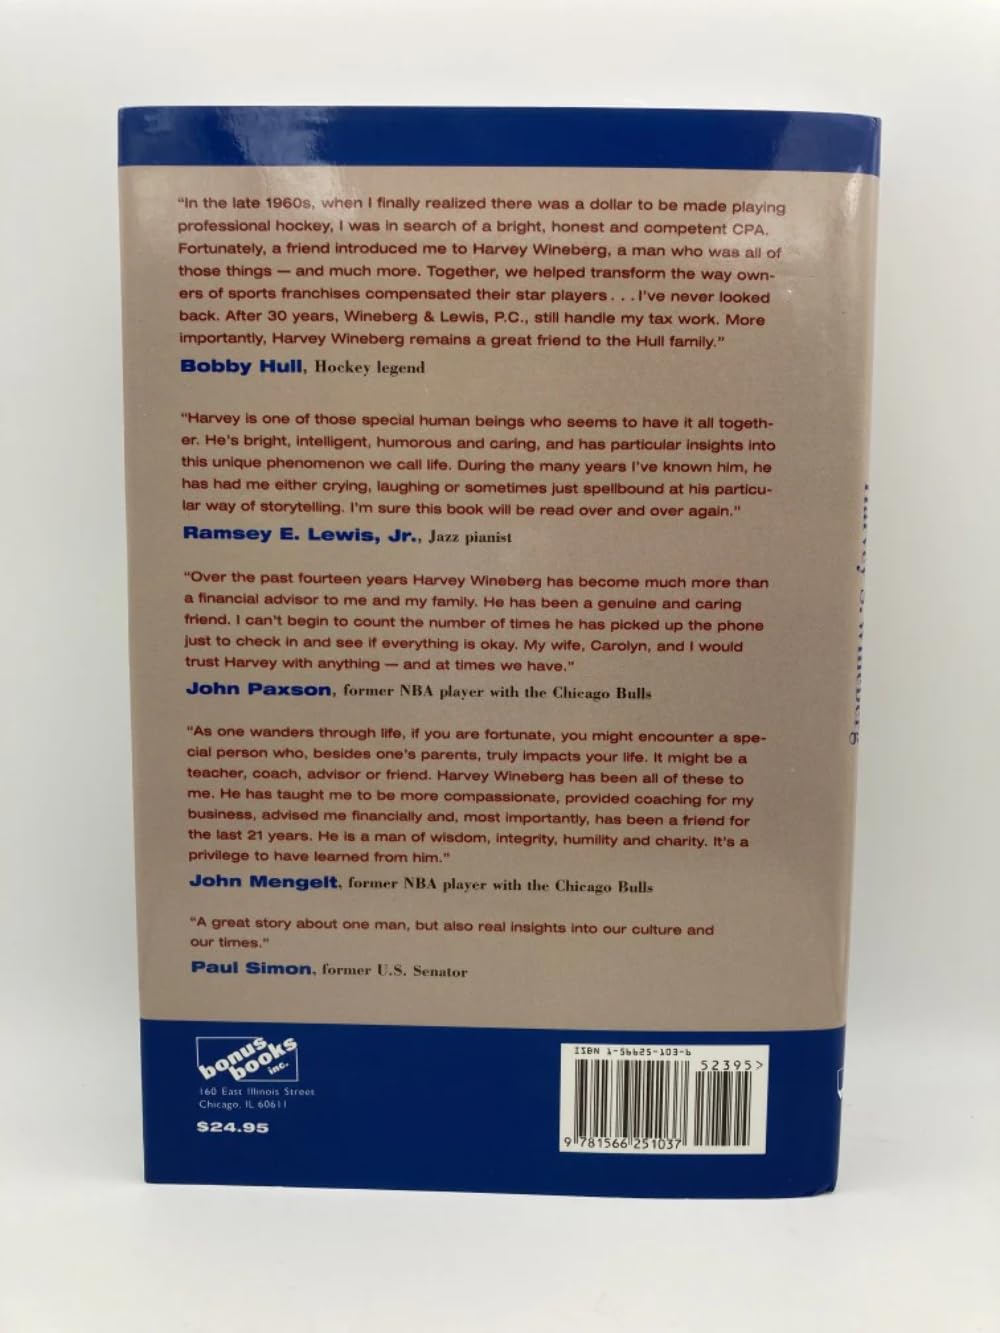 “In the late 1960s, when I finally realized there was a dollar to be made playing
professional hockey, I was in search of a bright, honest and competent CPA.
Fortunately, a friend introduced me to Harvey Wineberg, a man who was all of
those things — and much more. Together, we helped transform the way own-
ers of sports franchises compensated their star players . . . I've never looked
back. After 30 years, Wineberg & Lewis, P.C., still handle my tax work. More
importantly, Harvey Wineberg remains a great friend to the Hull family.”
Bobby Hull, Hockey legend
“Harvey is one of those special human beings who seems to have it all togeth-
er. He's bright, intelligent, humorous and caring, and has particular insights into
this unique phenomenon we call life. During the many years I've known him, he
has had me either crying, laughing or sometimes just spellbound at his particu-
lar way of storytelling. I'm sure this book will be read over and over again.”
Ramsey E. Lewis, Jr., Jazz pianist
“Over the past fourteen years Harvey Wineberg has become much more than
a financial advisor to me and my family. He has been a genuine and caring
friend. I can't begin to count the number of times he has picked up the phone
just to check in and see if everything is okay. My wife, Carolyn, and I would
trust Harvey with anything — and at times we have.”
John Paxson, former NBA player with the Chicago Bulls
“As one wanders through life, if you are fortunate, you might encounter a spe-
cial person who, besides one's parents, truly impacts your life. It might be a
teacher, coach, advisor or friend. Harvey Wineberg has been all of these to
me. He has taught me to be more compassionate, provided coaching for my
business, advised me financially and, most importantly, has been a friend for
the last 21 years. He is a man of wisdom, integrity, humility and charity. It's a
privilege to have learned from him.”
John Mengelt, former NBA player with the Chicago Bulls
“A great story about one man, but also real insights into our culture and
our times.”
Paul Simon, former U.S. Senator
bonus
books
inc.
160 East Illinois Street
Chicago, IL 60611
$24.95
ISBN 1-56625-103-6
52395>
9 781566 251037
Harvey S. Wineberg